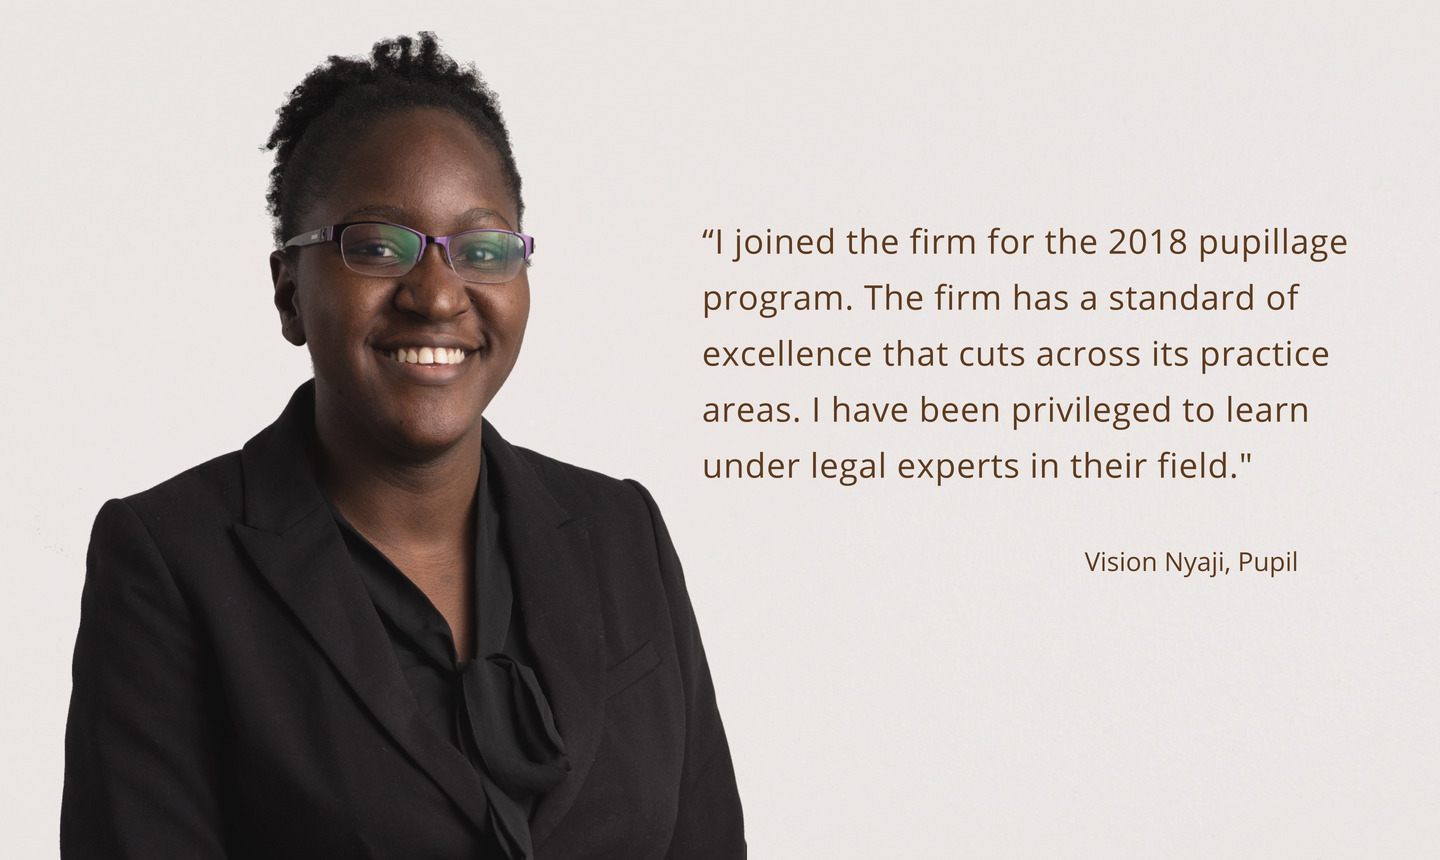 “I joined the firm for the 2018 pupillage
program. The firm has a standard of
excellence that cuts across its practice
areas. I have been privileged to learn
under legal experts in their field."
Vision Nyaji, Pupil